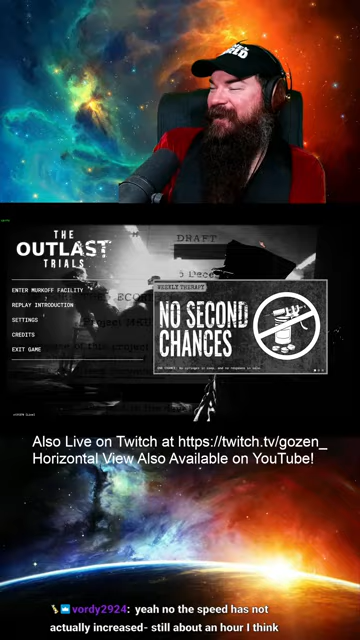 THE
OUTLAST
TRIALS
DRAFT
5 Dece
ENTER MURKOFF FACILITY
REPLAY INTRODUCTION
SETTINGS
CREDITS
EXIT GAME
WEEKLY THERAPY
NO SECOND
CHANCES
Also Live on Twitch at https://twitch.tv/gozen_
Horizontal View Also Available on YouTube!
vordy2924: yeah no the speed has not
actually increased- still about an hour I think